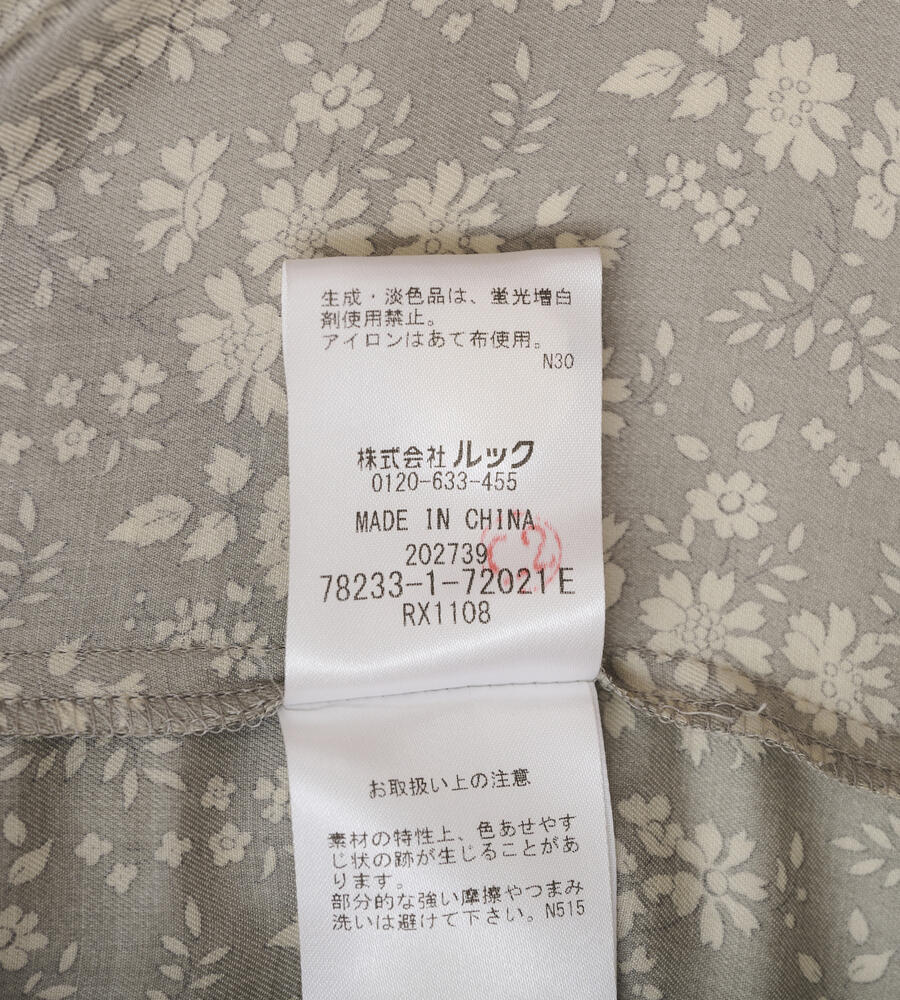 生成・淡色品は、蛍光増白
剤使用禁止。
アイロンはあて布使用。
N30
株式会社ルック
0120-633-455
MADE IN CHINA
202739
C2
78233-1-72021E
RX1108
お取扱い上の注意
素材の特性上、色あせやす
じ状の跡が生じることがあ
ります。
部分的な強い摩擦やつまみ
洗いは避けて下さい。N515